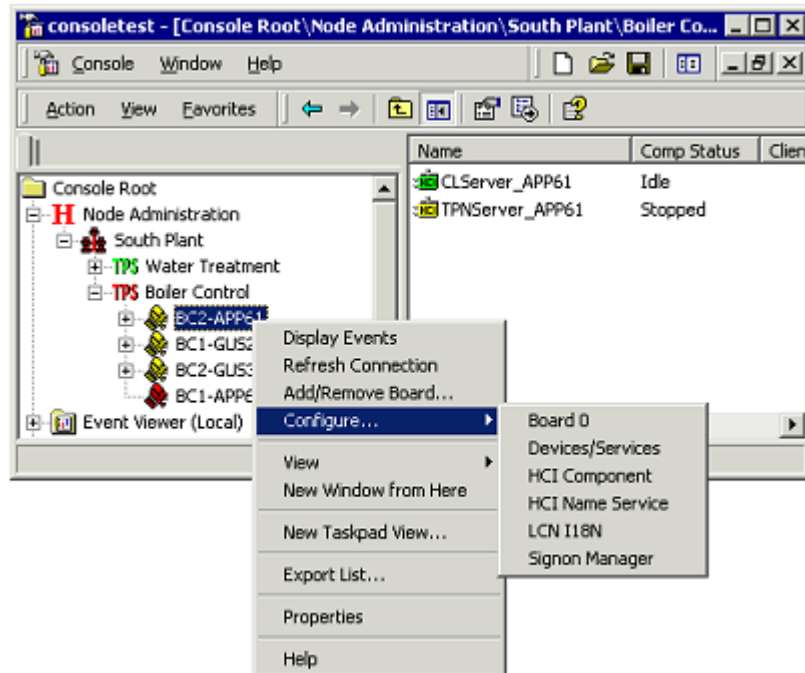 consoletest - [Console Root\Node Administration\South Plant\Boiler Co...
Console Window Help
Action View Favorites
Name Comp Status Clien
CLServer_APP61 Idle
TPNServer_APP61 Stopped
Console Root
H Node Administration
South Plant
TPS Water Treatment
TPS Boiler Control
BC2-APP61
BC1-GUS2
BC2-GUS3
BC1-APP6
Event Viewer (Local)
Display Events
Refresh Connection
Add/Remove Board...
Configure...
View
New Window from Here
New Taskpad View...
Export List...
Properties
Help
Board 0
Devices/Services
HCI Component
HCI Name Service
LCN I18N
Signon Manager